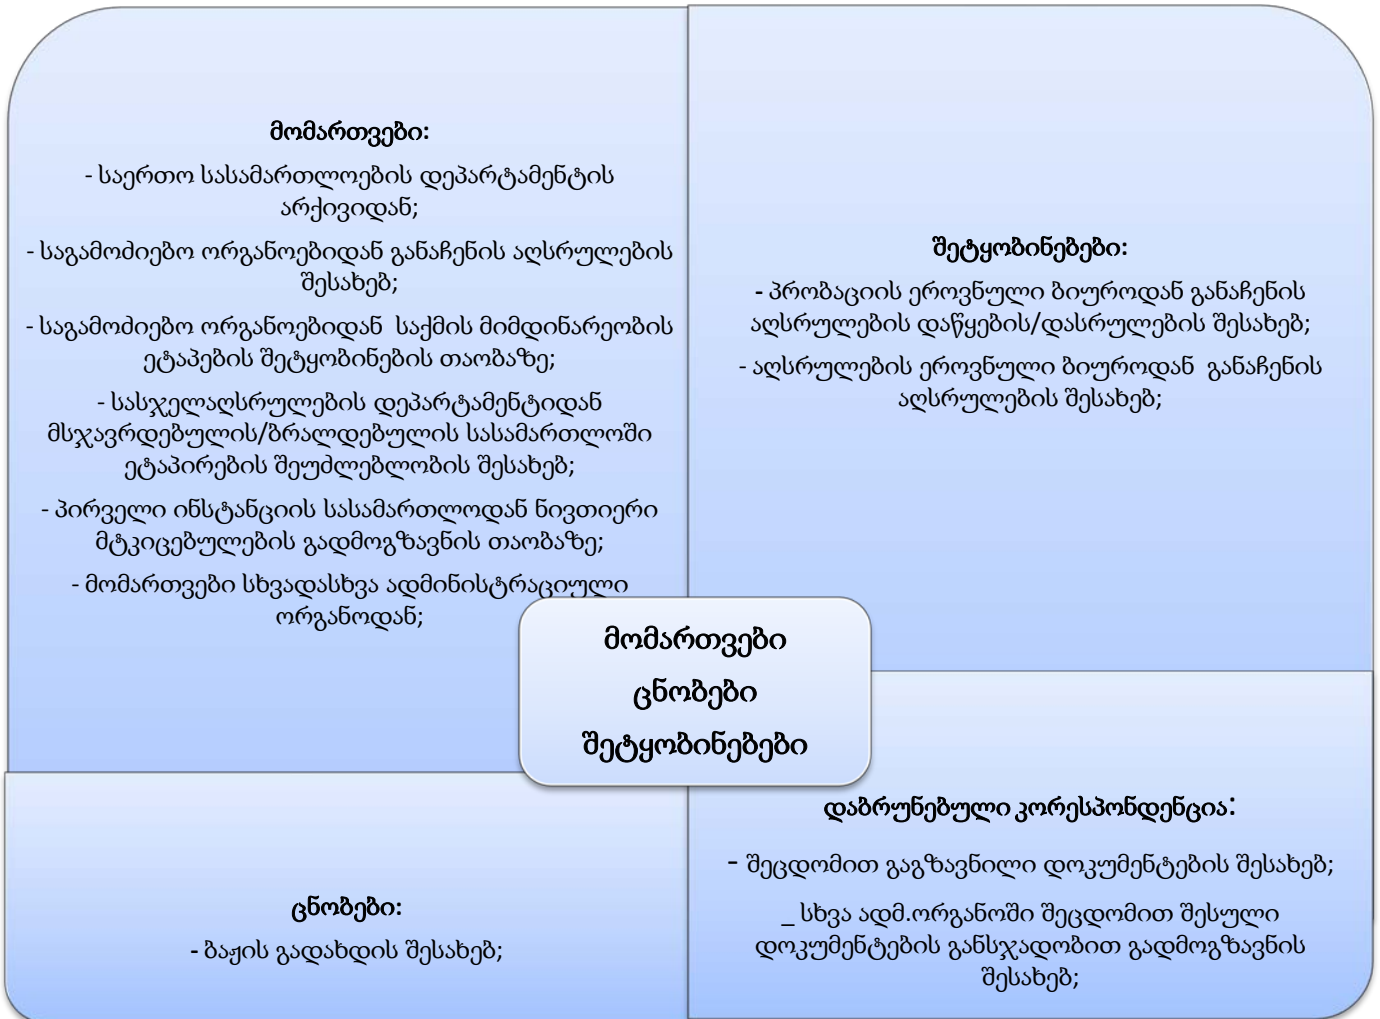 მომართვები:
- საერთო სასამართლოების დეპარტამენტის
არქივიდან;
- საგამოძიებო ორგანოებიდან განაჩენის აღსრულების
შესახებ;
- საგამოძიებო ორგანოებიდან საქმის მიმდინარეობის
ეტაპების შეტყობინების თაობაზე;
- სასჯელაღსრულების დეპარტამენტიდან
მსჯავრდებულის/ბრალდებულის სასამართლოში
ეტაპირების შეუძლებლობის შესახებ;
- პირველი ინსტანციის სასამართლოდან ნივთიერი
მტკიცებულების გადმოგზავნის თაობაზე;
- მომართვები სხვადასხვა ადმინისტრაციული
ორგანოდან;
შეტყობინებები:
- პრობაციის ეროვნული ბიუროდან განაჩენის
აღსრულების დაწყების/დასრულების შესახებ;
- აღსრულების ეროვნული ბიუროდან განაჩენის
აღსრულების შესახებ;
მომართვები
ცნობები
შეტყობინებები
ცნობები:
- ბაჟის გადახდის შესახებ;
დაბრუნებული კორესპონდენცია:
- შეცდომით გაგზავნილი დოკუმენტების შესახებ;
_ სხვა ადმ.ორგანოში შეცდომით შესული
დოკუმენტების განსჯადობით გადმოგზავნის
შესახებ;